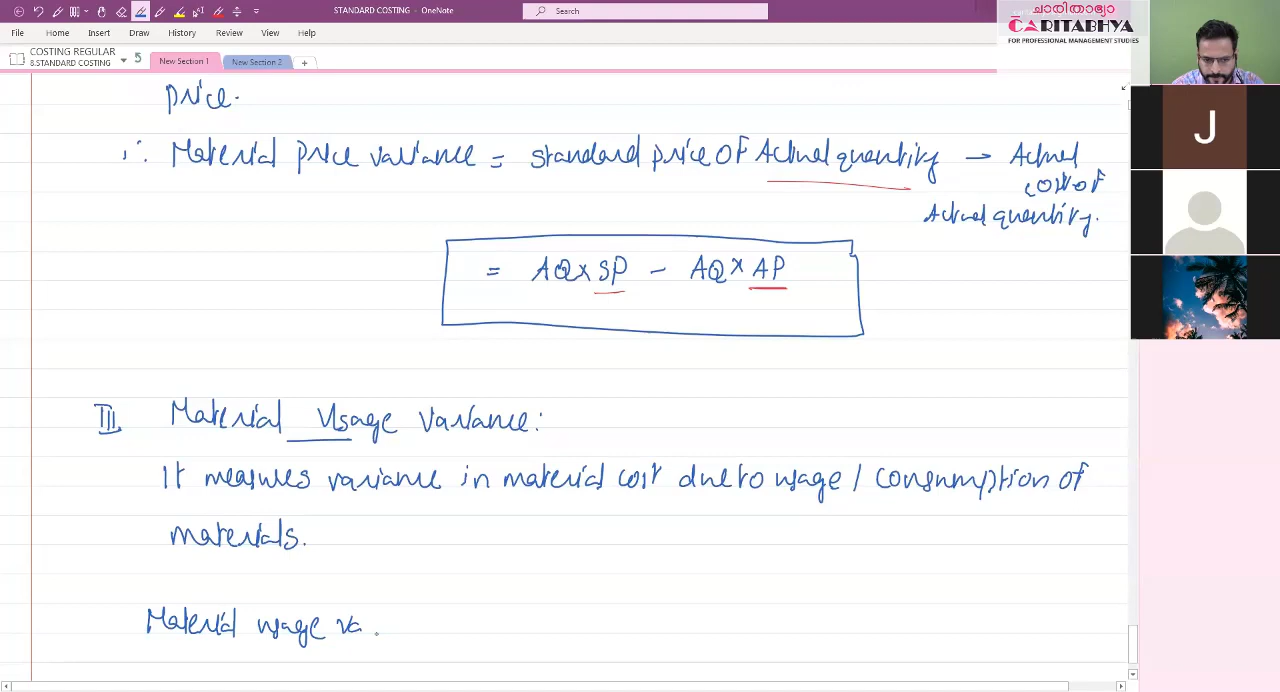 STANDARD COSTING - OneNote
Search
File Home Insert Draw History Review View Help
ചാരിതാഭ്യാ
CARITABHYA
FOR PROFESSIONAL MANAGEMENT STUDIES
COSTING REGULAR
8.STANDARD COSTING
5
New Section 1
New Section 2
price.
∴ Material price variance = standard price of Actual quantity – Actual
cost of
Actual quantity.
= AQ × SP – AQ × AP
III Material Usage Variance:
It measures variance in material cost due to usage / consumption of
materials.
Material usage va
J